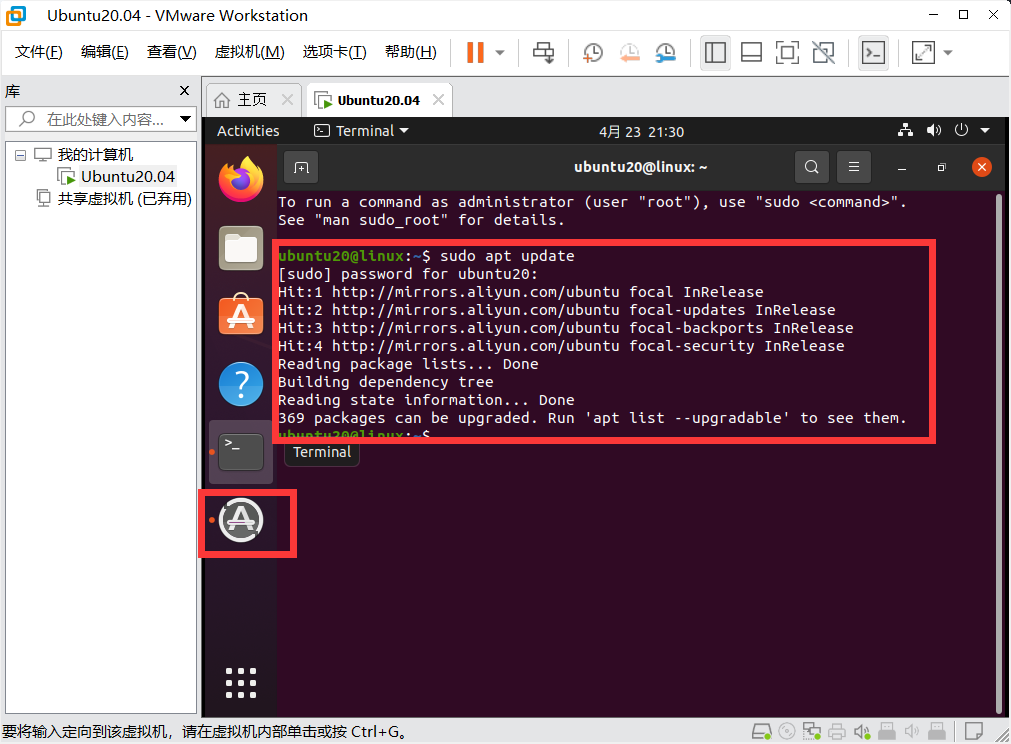 Ubuntu20.04 - VMware Workstation
文件(F) 编辑(E) 查看(V) 虚拟机(M) 选项卡(T) 帮助(H)
库
在此处键入内容...
我的计算机
Ubuntu20.04
共享虚拟机 (已弃用)
主页
Ubuntu20.04
Activities
Terminal
4月 23 21:30
ubuntu20@linux: ~
To run a command as administrator (user "root"), use "sudo <command>".
See "man sudo_root" for details.
ubuntu20@linux:~$ sudo apt update
[sudo] password for ubuntu20:
Hit:1 http://mirrors.aliyun.com/ubuntu focal InRelease
Hit:2 http://mirrors.aliyun.com/ubuntu focal-updates InRelease
Hit:3 http://mirrors.aliyun.com/ubuntu focal-backports InRelease
Hit:4 http://mirrors.aliyun.com/ubuntu focal-security InRelease
Reading package lists... Done
Building dependency tree
Reading state information... Done
369 packages can be upgraded. Run 'apt list --upgradable' to see them.
ubuntu20@linux:~$
Terminal
要将输入定向到该虚拟机，请在虚拟机内部单击或按 Ctrl+G。